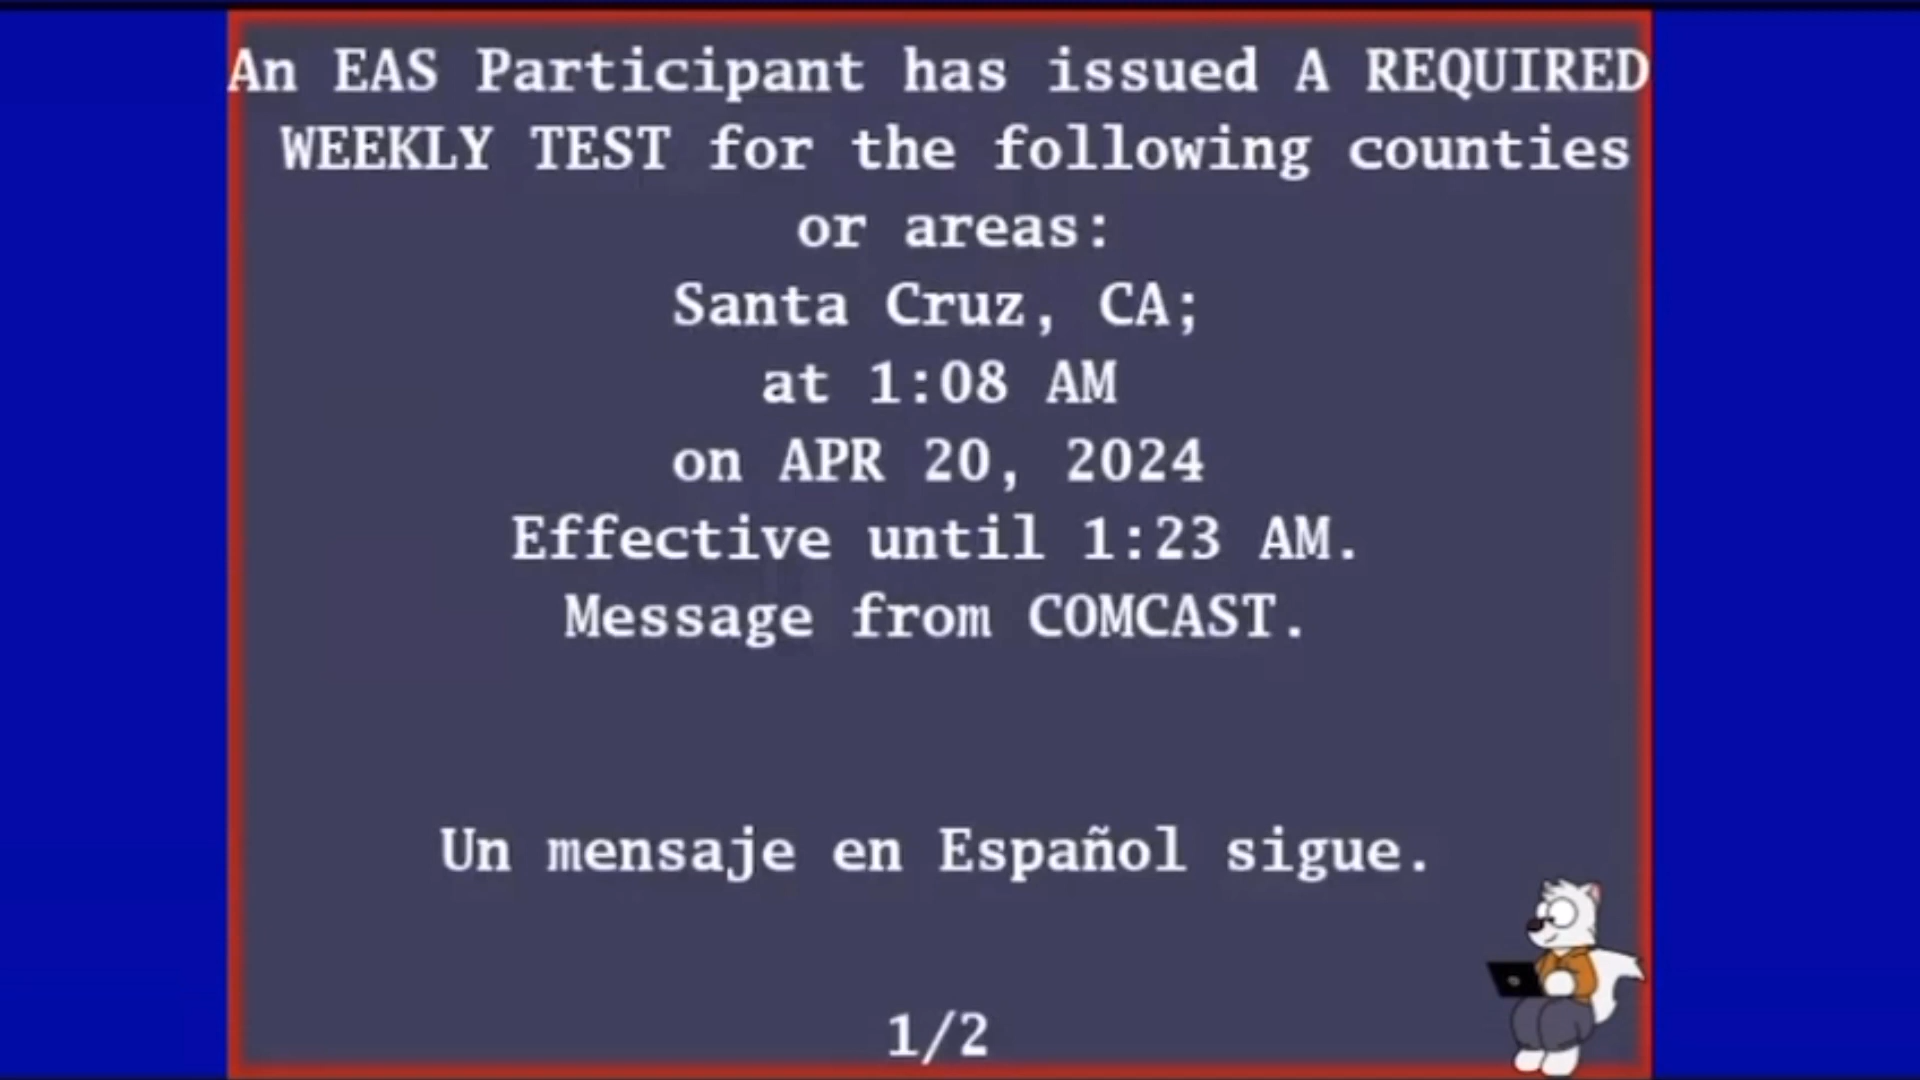 An EAS Participant has issued A REQUIRED
WEEKLY TEST for the following counties
or areas:
Santa Cruz, CA;
at 1:08 AM
on APR 20, 2024
Effective until 1:23 AM.
Message from COMCAST.
Un mensaje en Español sigue.
1/2